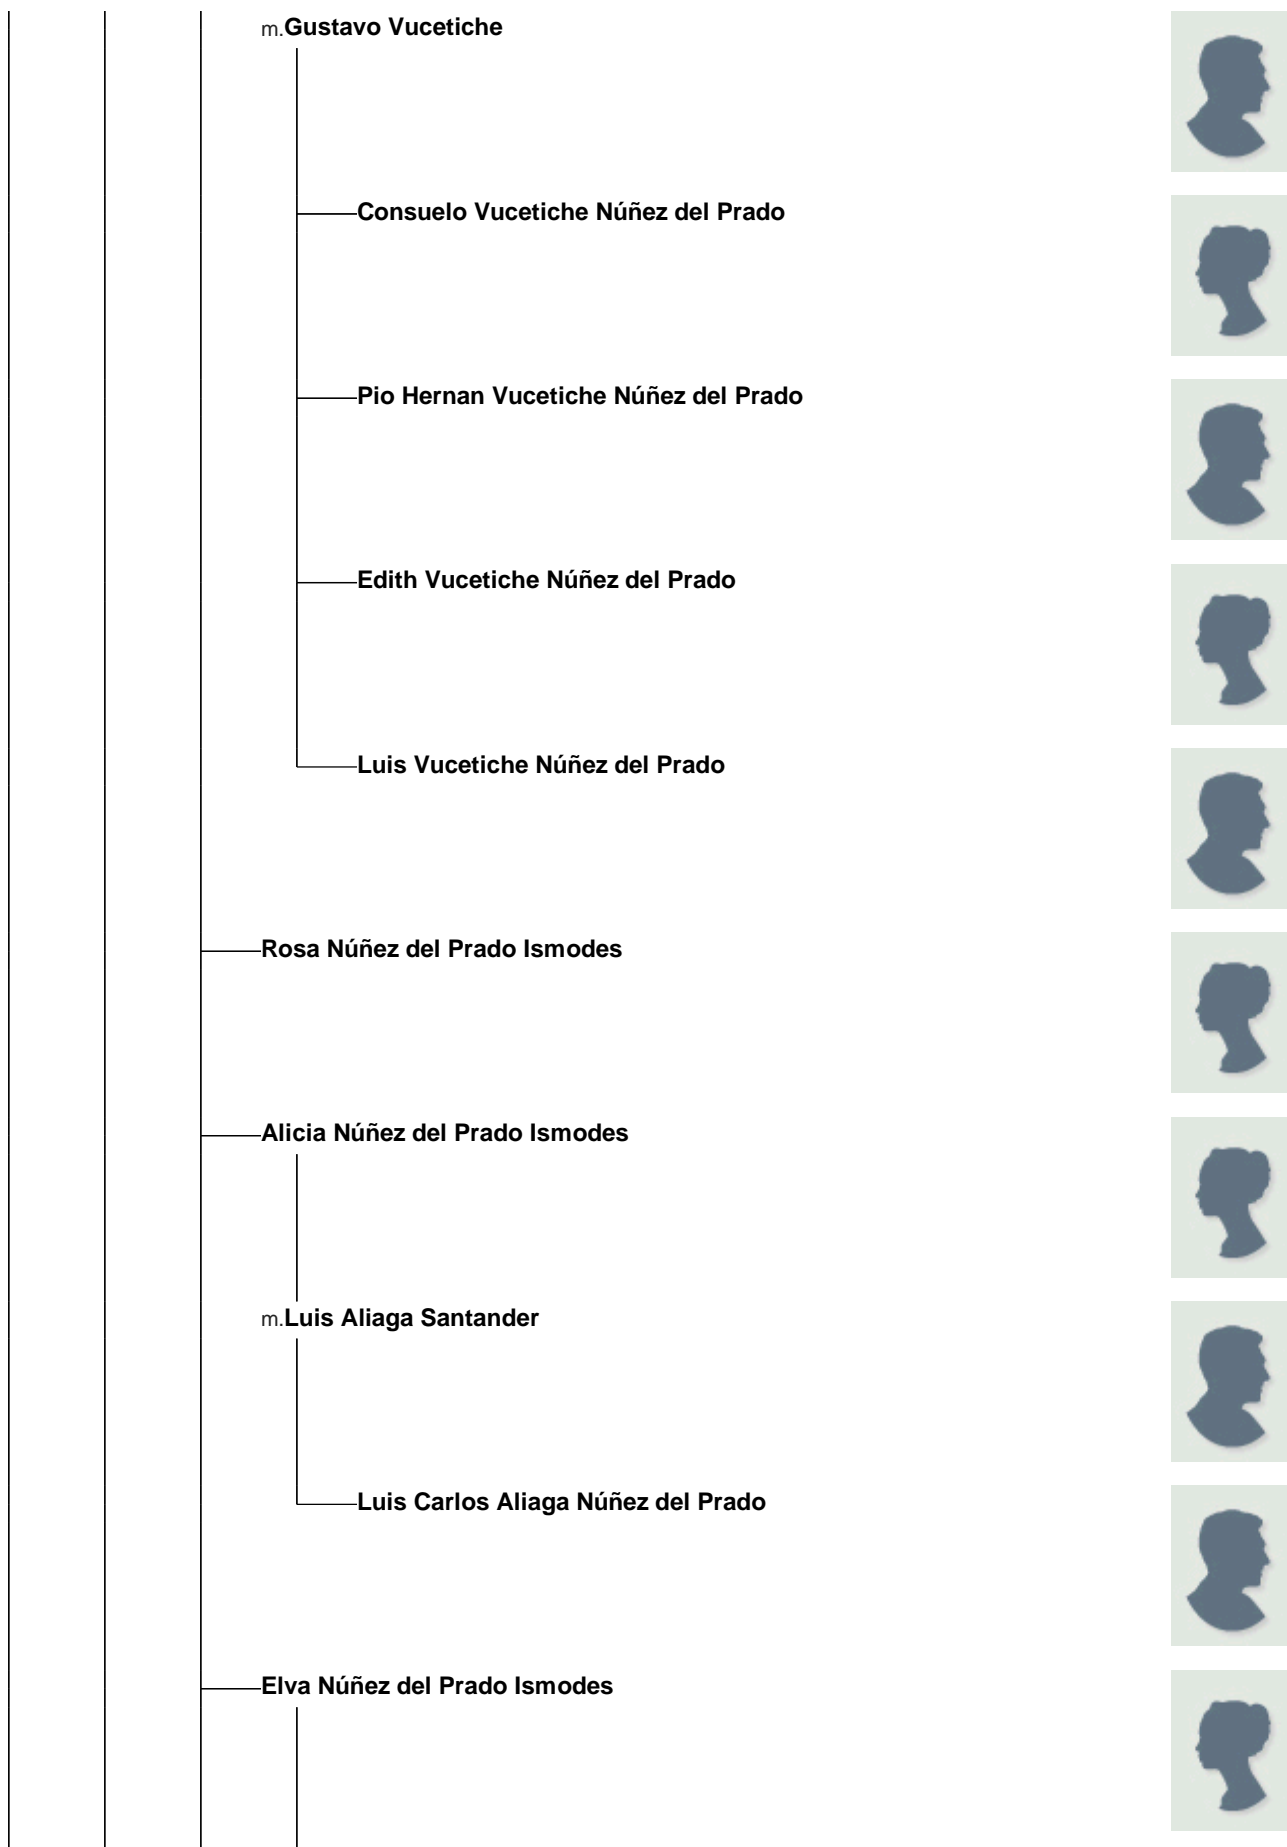 m.Gustavo Vucetiche
Consuelo Vucetiche Núñez del Prado
Pio Hernan Vucetiche Núñez del Prado
Edith Vucetiche Núñez del Prado
Luis Vucetiche Núñez del Prado
Rosa Núñez del Prado Ismodes
Alicia Núñez del Prado Ismodes
m.Luis Aliaga Santander
Luis Carlos Aliaga Núñez del Prado
Elva Núñez del Prado Ismodes